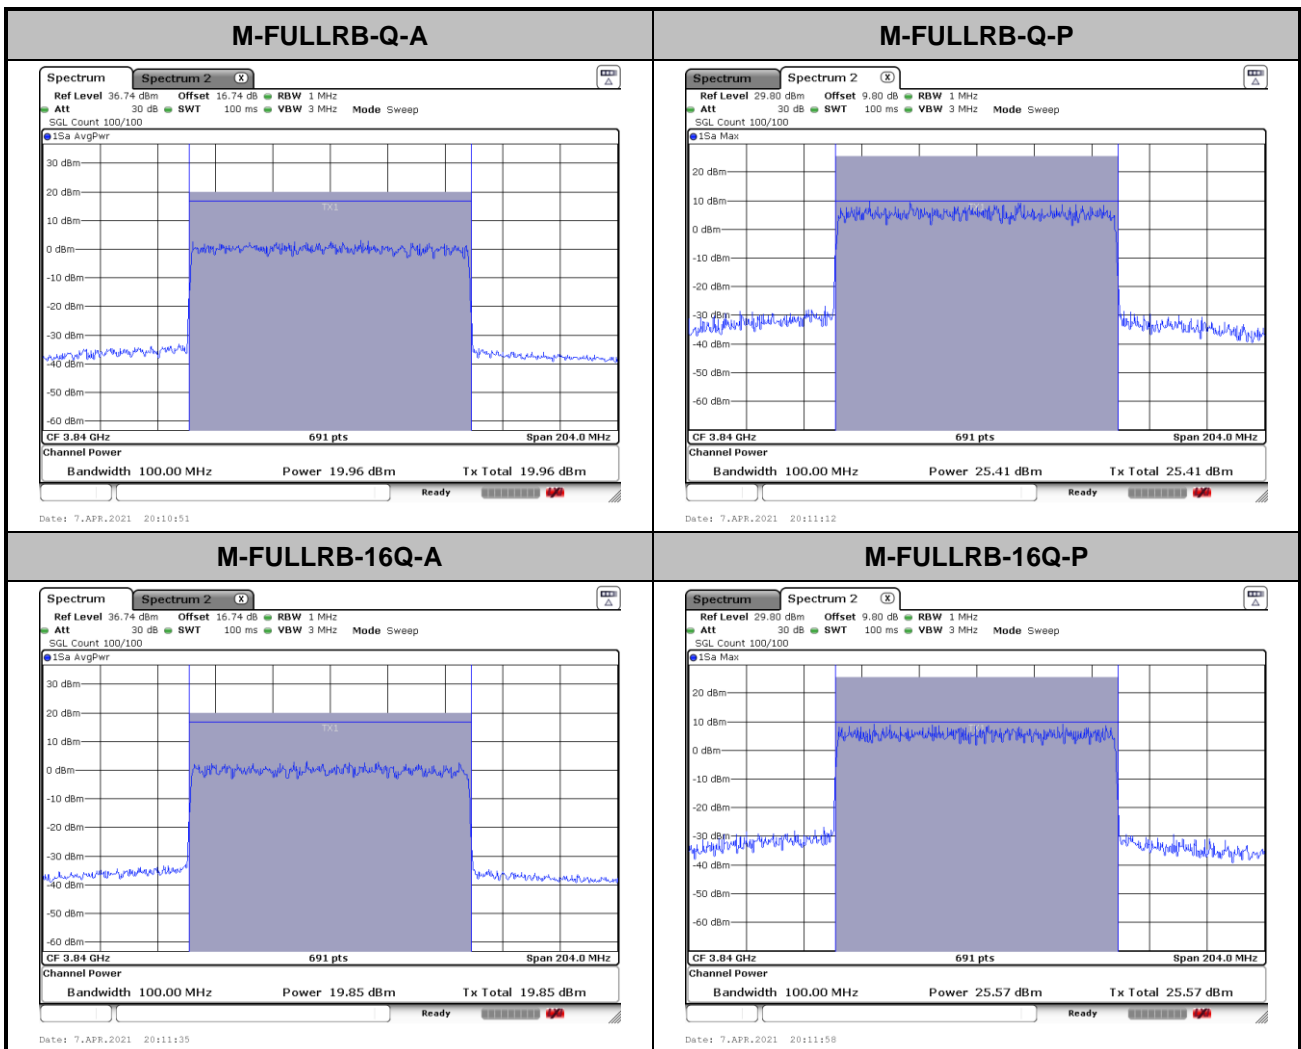 M-FULLRB-Q-A
Spectrum Spectrum 2 X
Ref Level 36.74 dBm Offset 16.74 dB RBW 1 MHz
Att 30 dB SWT 100 ms VBW 3 MHz Mode Sweep
SGL Count 100/100
1Sa AvgPwr
30 dBm
20 dBm
TX1
10 dBm
0 dBm
-10 dBm
-20 dBm
-30 dBm
-40 dBm
-50 dBm
-60 dBm
CF 3.84 GHz 691 pts Span 204.0 MHz
Channel Power
Bandwidth 100.00 MHz Power 19.96 dBm Tx Total 19.96 dBm
Ready
Date: 7.APR.2021 20:10:51
M-FULLRB-Q-P
Spectrum Spectrum 2 X
Ref Level 29.80 dBm Offset 9.80 dB RBW 1 MHz
Att 30 dB SWT 100 ms VBW 3 MHz Mode Sweep
SGL Count 100/100
1Sa Max
20 dBm
10 dBm
0 dBm
-10 dBm
-20 dBm
-30 dBm
-40 dBm
-50 dBm
-60 dBm
CF 3.84 GHz 691 pts Span 204.0 MHz
Channel Power
Bandwidth 100.00 MHz Power 25.41 dBm Tx Total 25.41 dBm
Ready
Date: 7.APR.2021 20:11:12
M-FULLRB-16Q-A
Spectrum Spectrum 2 X
Ref Level 36.74 dBm Offset 16.74 dB RBW 1 MHz
Att 30 dB SWT 100 ms VBW 3 MHz Mode Sweep
SGL Count 100/100
1Sa AvgPwr
30 dBm
20 dBm
TX1
10 dBm
0 dBm
-10 dBm
-20 dBm
-30 dBm
-40 dBm
-50 dBm
-60 dBm
CF 3.84 GHz 691 pts Span 204.0 MHz
Channel Power
Bandwidth 100.00 MHz Power 19.85 dBm Tx Total 19.85 dBm
Ready
Date: 7.APR.2021 20:11:35
M-FULLRB-16Q-P
Spectrum Spectrum 2 X
Ref Level 29.80 dBm Offset 9.80 dB RBW 1 MHz
Att 30 dB SWT 100 ms VBW 3 MHz Mode Sweep
SGL Count 100/100
1Sa Max
20 dBm
10 dBm
0 dBm
-10 dBm
-20 dBm
-30 dBm
-40 dBm
-50 dBm
-60 dBm
CF 3.84 GHz 691 pts Span 204.0 MHz
Channel Power
Bandwidth 100.00 MHz Power 25.57 dBm Tx Total 25.57 dBm
Ready
Date: 7.APR.2021 20:11:58